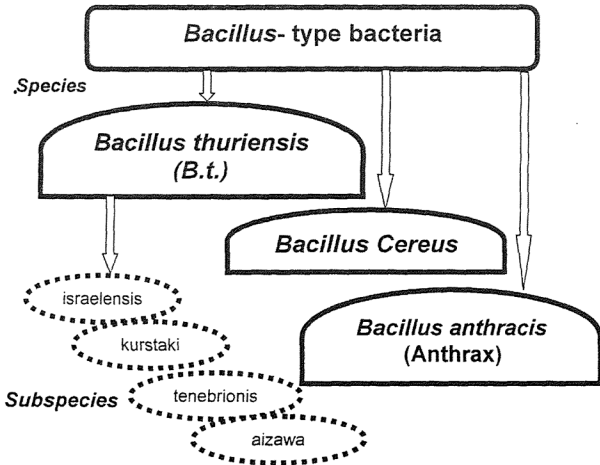 Bacillus- type bacteria
.Species
Bacillus thuriensis
(B.t.)
Bacillus Cereus
israelensis
Bacillus anthracis
(Anthrax)
kurstaki
Subspecies
tenebrionis
aizawa